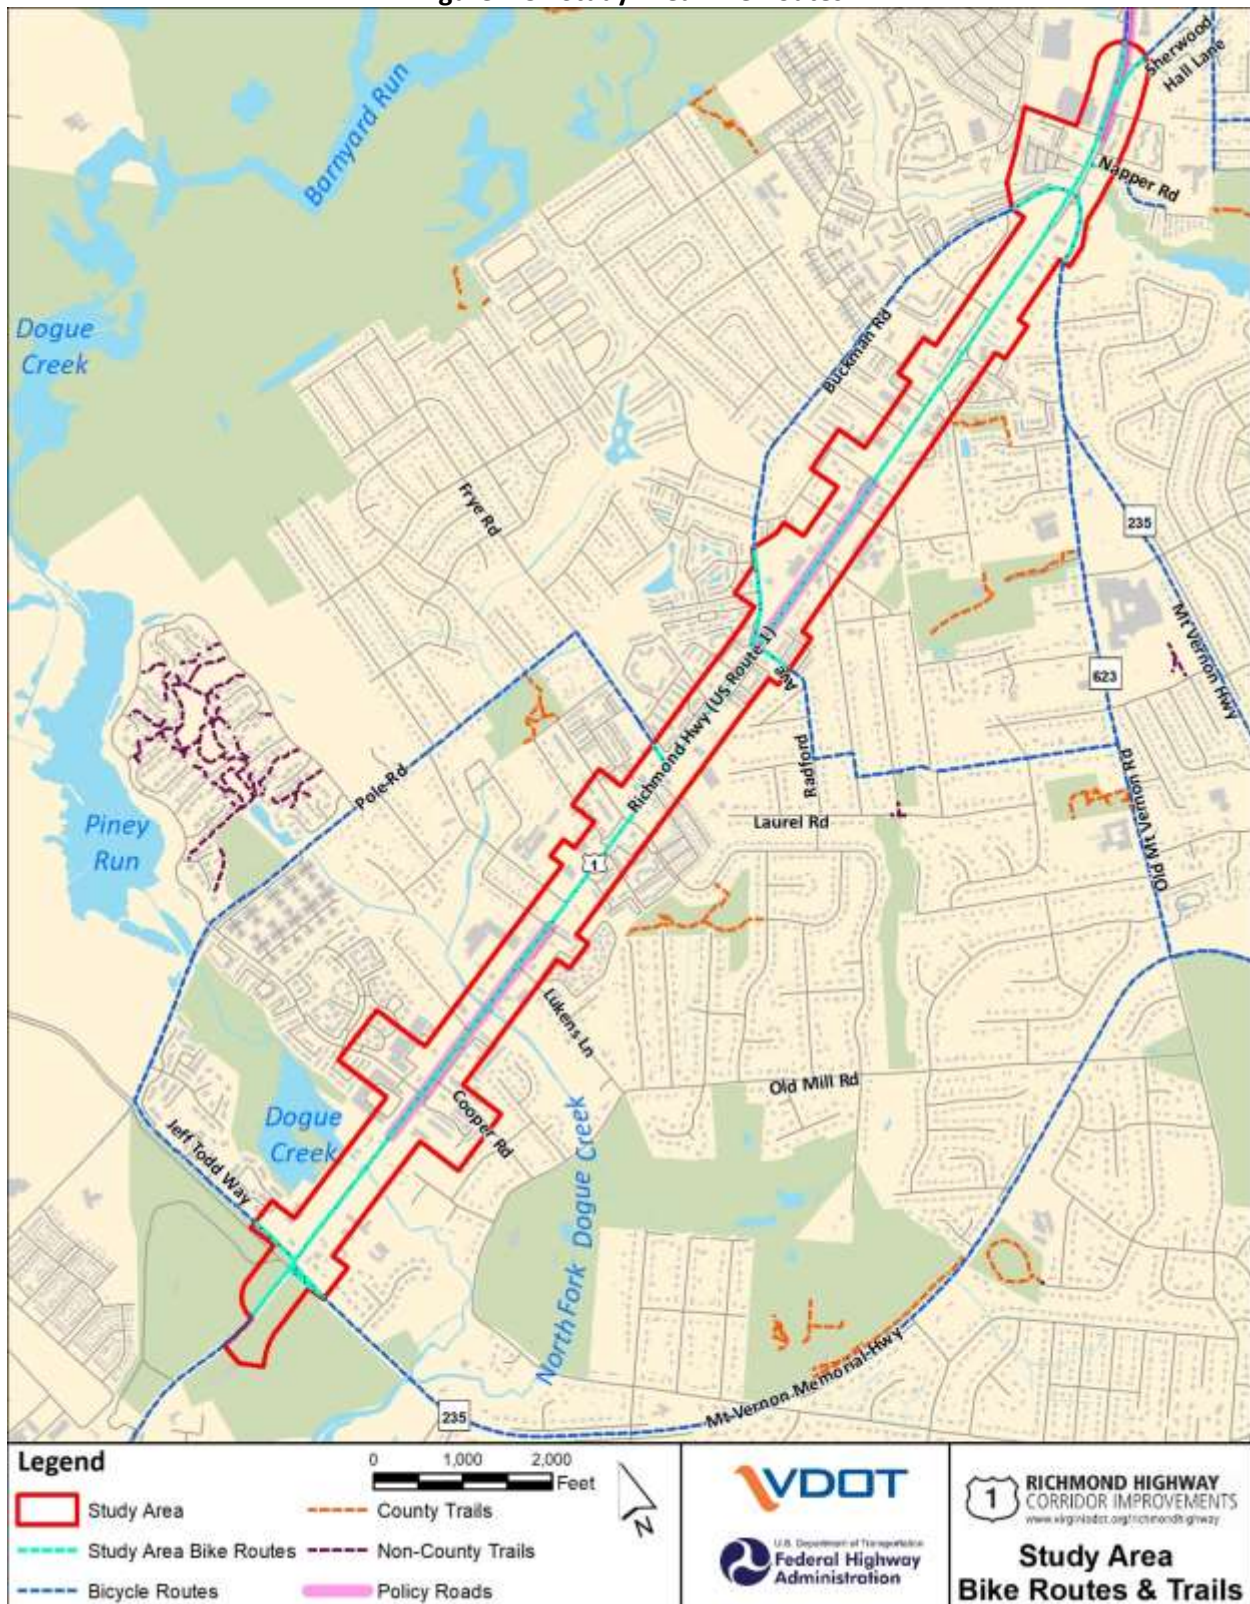 Sherwood
Hall Lane
Barnyard Run
Napper Rd
Dogue
Creek
Buckman Rd
Frye Rd
235
Mt Vernon Hwy
Richmond Hwy (US Route 1)
Ave
Radford
623
Pole Rd
Old Mt Vernon Rd
Piney
Run
Laurel Rd
1
Lukens Ln
Old Mill Rd
Cooper Rd
Dogue
Creek
Jeff Todd Way
North Fork Dogue Creek
Mt Vernon Memorial Hwy
235
Legend
0 1,000 2,000
Feet
N
Study Area
County Trails
Study Area Bike Routes
Non-County Trails
Bicycle Routes
Policy Roads
VDOT
U.S. Department of Transportation
Federal Highway
Administration
1
RICHMOND HIGHWAY
CORRIDOR IMPROVEMENTS
www.virginiadot.org/richmondhighway
Study Area
Bike Routes & Trails